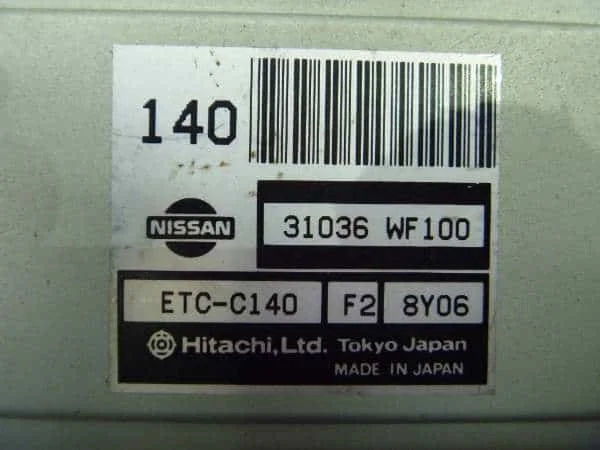 140
NISSAN
31036 WF100
ETC-C140 F2 8Y06
Hitachi, Ltd. Tokyo Japan
MADE IN JAPAN